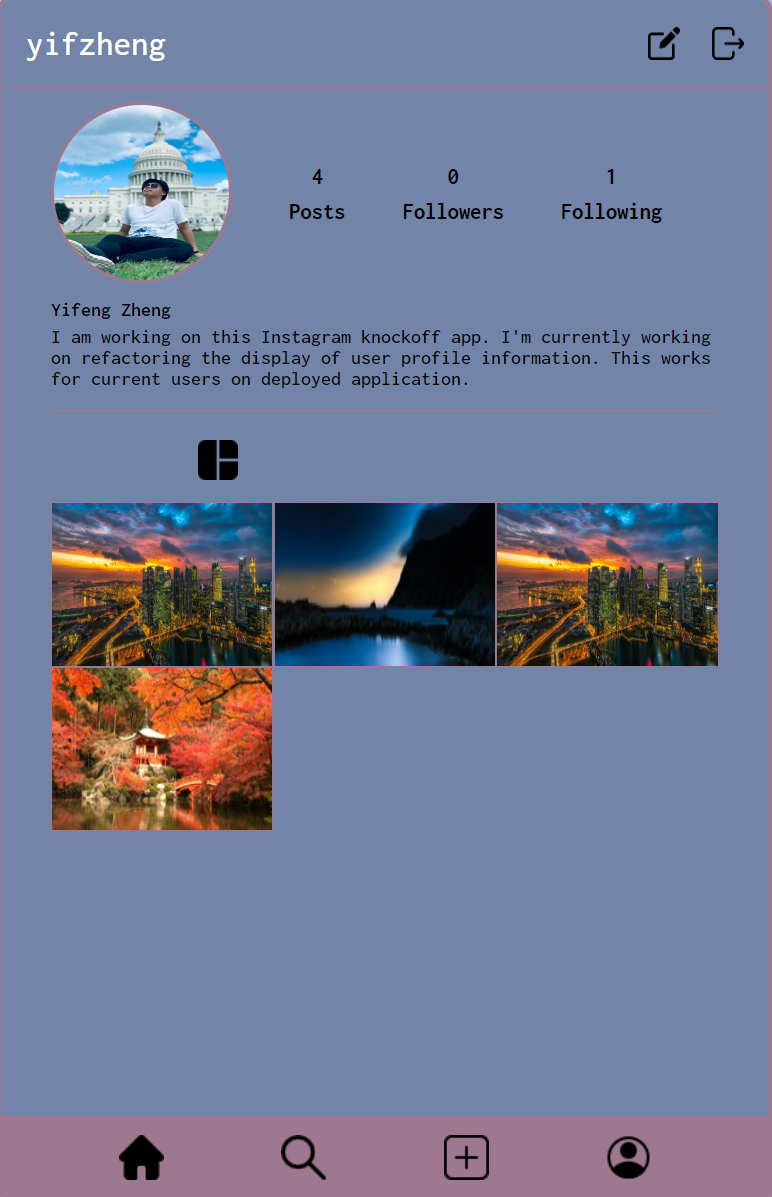 yifzheng
4 0 1
Posts Followers Following
Yifeng Zheng
I am working on this Instagram knockoff app. I'm currently working
on refactoring the display of user profile information. This works
for current users on deployed application.